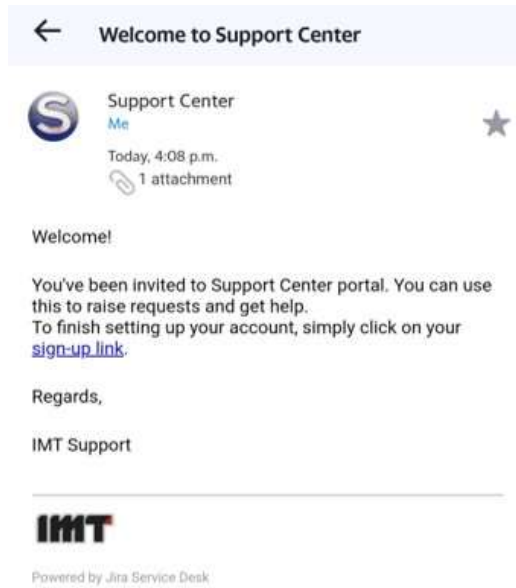 Welcome to Support Center
S
Support Center
Me
Today, 4:08 p.m.
1 attachment
Welcome!
You've been invited to Support Center portal. You can use
this to raise requests and get help.
To finish setting up your account, simply click on your
sign-up link.
Regards,
IMT Support
IMT
Powered by Jira Service Desk